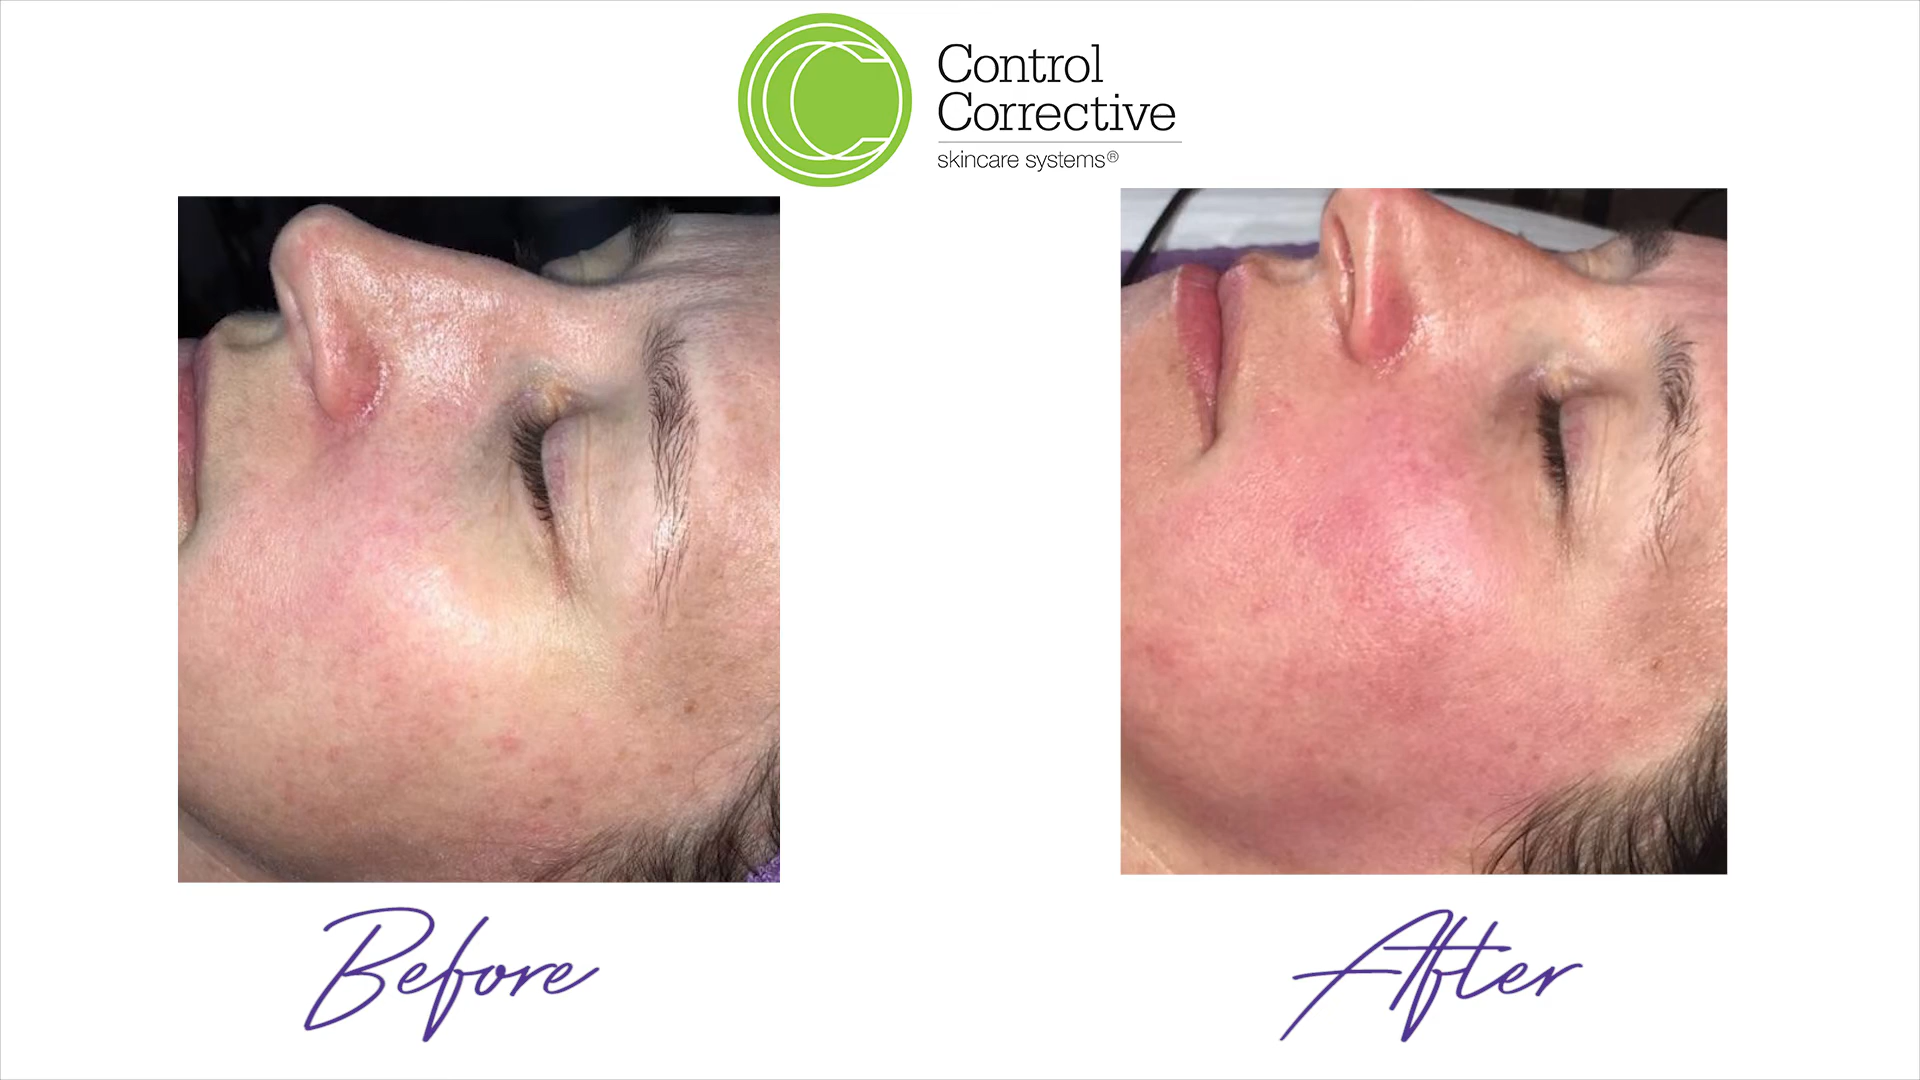 Control
Corrective
skincare systems®
Before
After